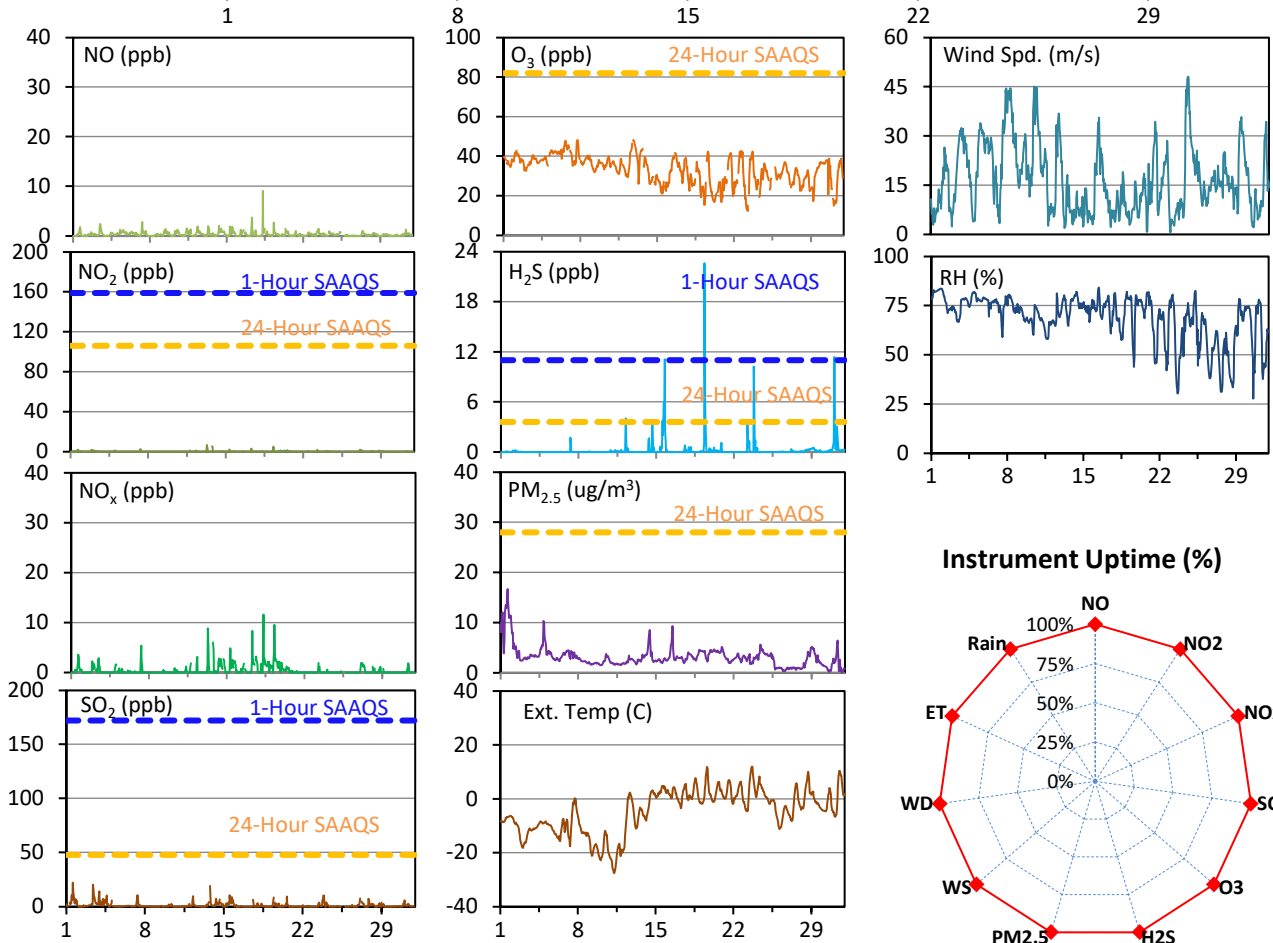 1 8 15 22 29
NO (ppb)
40
30
20
10
0
O₃ (ppb)
24-Hour SAAQS
100
80
60
40
20
0
Wind Spd. (m/s)
60
45
30
15
0
NO₂ (ppb)
1-Hour SAAQS
24-Hour SAAQS
200
160
120
80
40
0
H₂S (ppb)
1-Hour SAAQS
24-Hour SAAQS
24
18
12
6
0
RH (%)
100
75
50
25
0
1 8 15 22 29
NOₓ (ppb)
40
30
20
10
0
PM₂.₅ (ug/m³)
24-Hour SAAQS
40
30
20
10
0
SO₂ (ppb)
1-Hour SAAQS
24-Hour SAAQS
200
150
100
50
0
1 8 15 22 29
Ext. Temp (C)
40
20
0
-20
-40
1 8 15 22 29
Instrument Uptime (%)
NO
NO2
NO
SO
O3
H2S
PM2.5
WS
WD
ET
Rain
100%
75%
50%
25%
0%